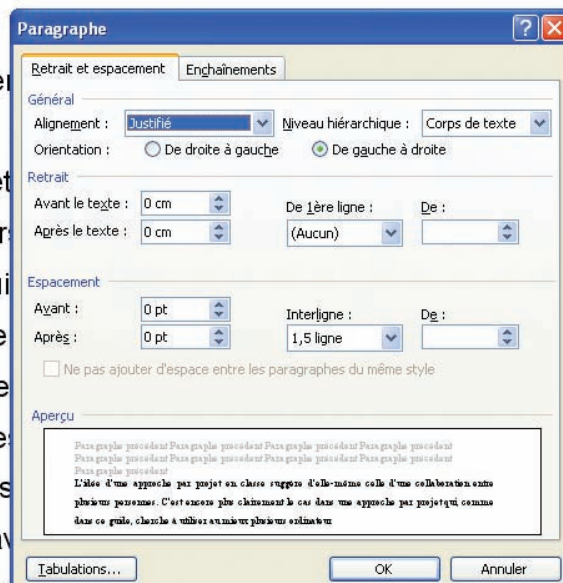 Paragraphe
Retrait et espacement Enchaînements
Général
Alignement : Justifié Niveau hiérarchique : Corps de texte
Orientation : De droite à gauche De gauche à droite
Retrait
Avant le texte : 0 cm De 1ère ligne : De :
Après le texte : 0 cm (Aucun)
Espacement
Avant : 0 pt Interligne : De :
Après : 0 pt 1,5 ligne
Ne pas ajouter d'espace entre les paragraphes du même style
Aperçu
Paragraphe précédent Paragraphe précédent Paragraphe précédent Paragraphe précédent
Paragraphe précédent Paragraphe précédent Paragraphe précédent Paragraphe précédent
Paragraphe précédent
L'idée d'une approche par projet en classe suggère d'elle-même celle d'une collaboration entre
plusieurs personnes. C'est encore plus clairement le cas dans une approche par projet qui, comme
dans ce guide, cherche à utiliser au mieux plusieurs ordinateur
Tabulations... OK Annuler